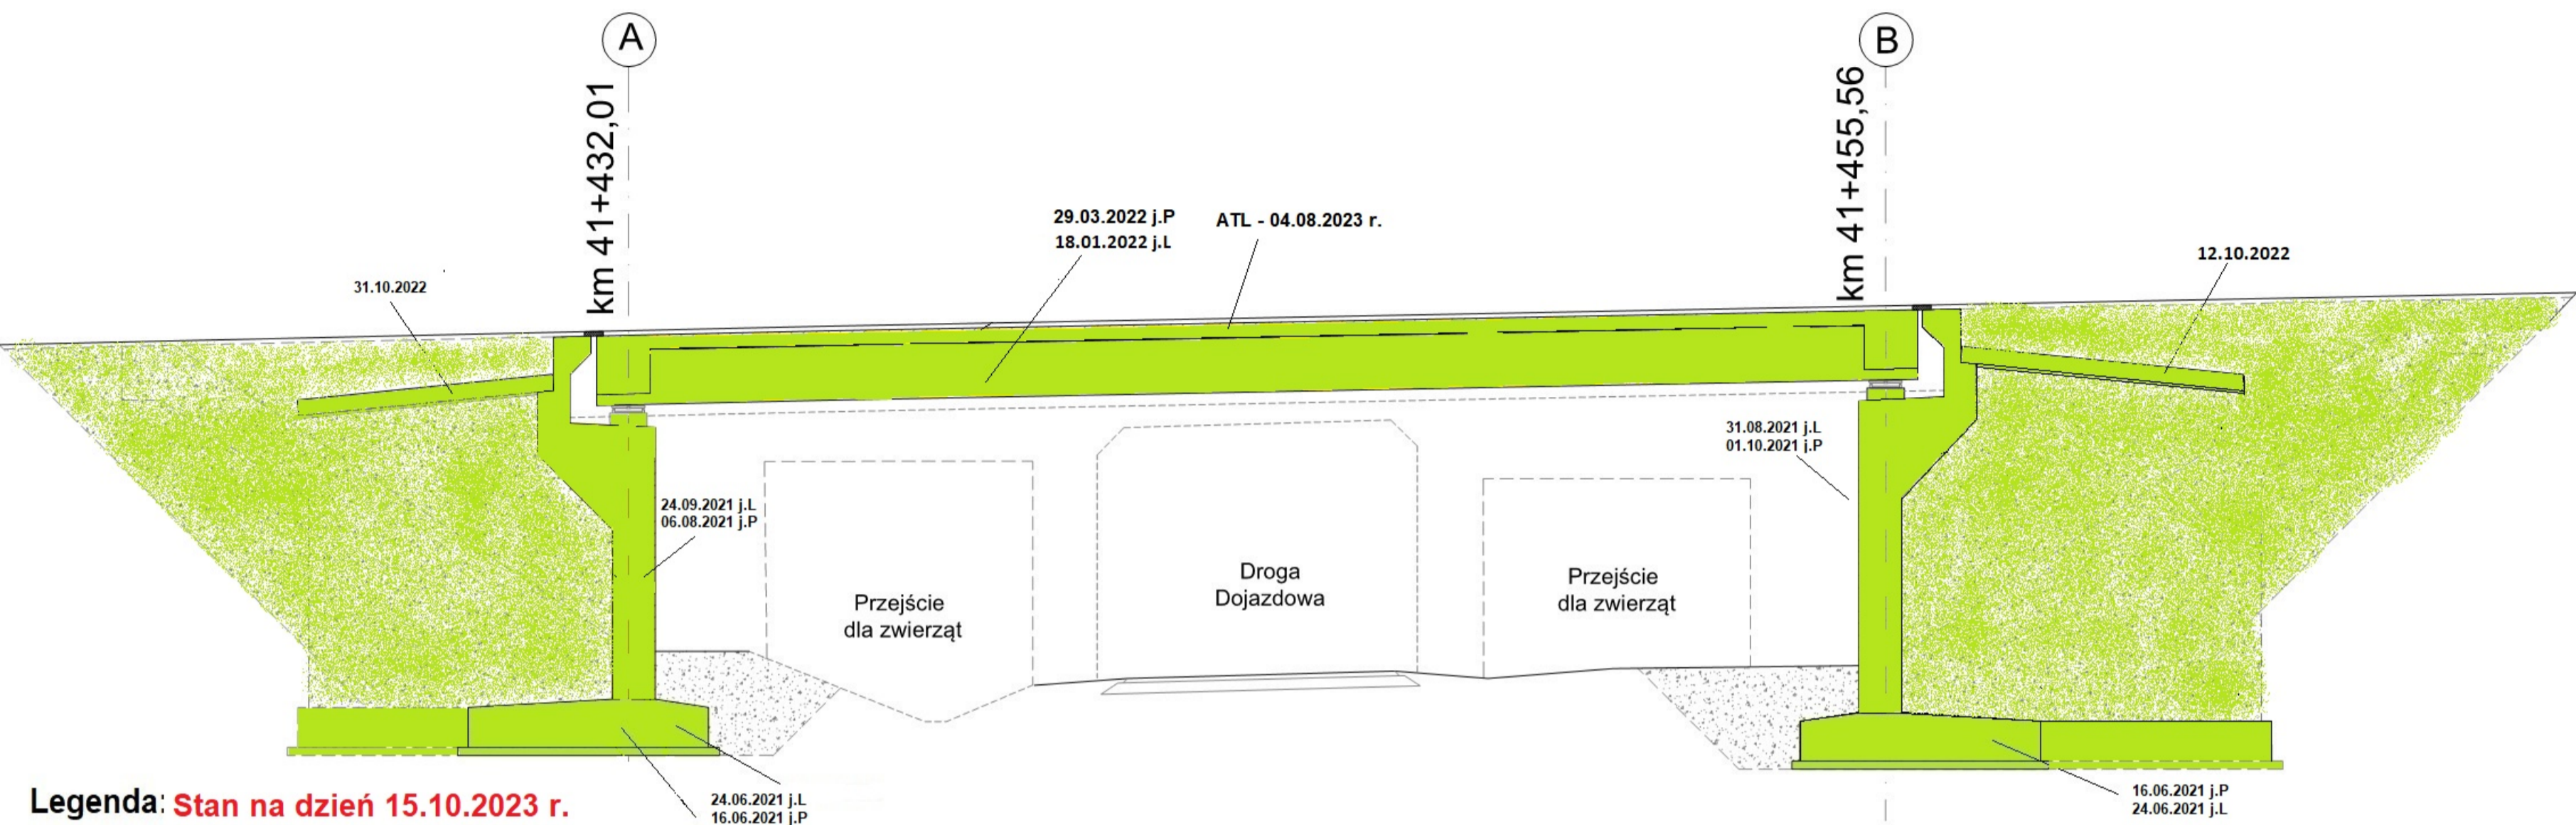 A
B
km 41+432,01
km 41+455,56
29.03.2022 j.P
18.01.2022 j.L
ATL - 04.08.2023 r.
12.10.2022
31.10.2022
31.08.2021 j.L
01.10.2021 j.P
24.09.2021 j.L
06.08.2021 j.P
Przejście
dla zwierząt
Droga
Dojazdowa
Przejście
dla zwierząt
24.06.2021 j.L
16.06.2021 j.P
16.06.2021 j.P
24.06.2021 j.L
Legenda: Stan na dzień 15.10.2023 r.